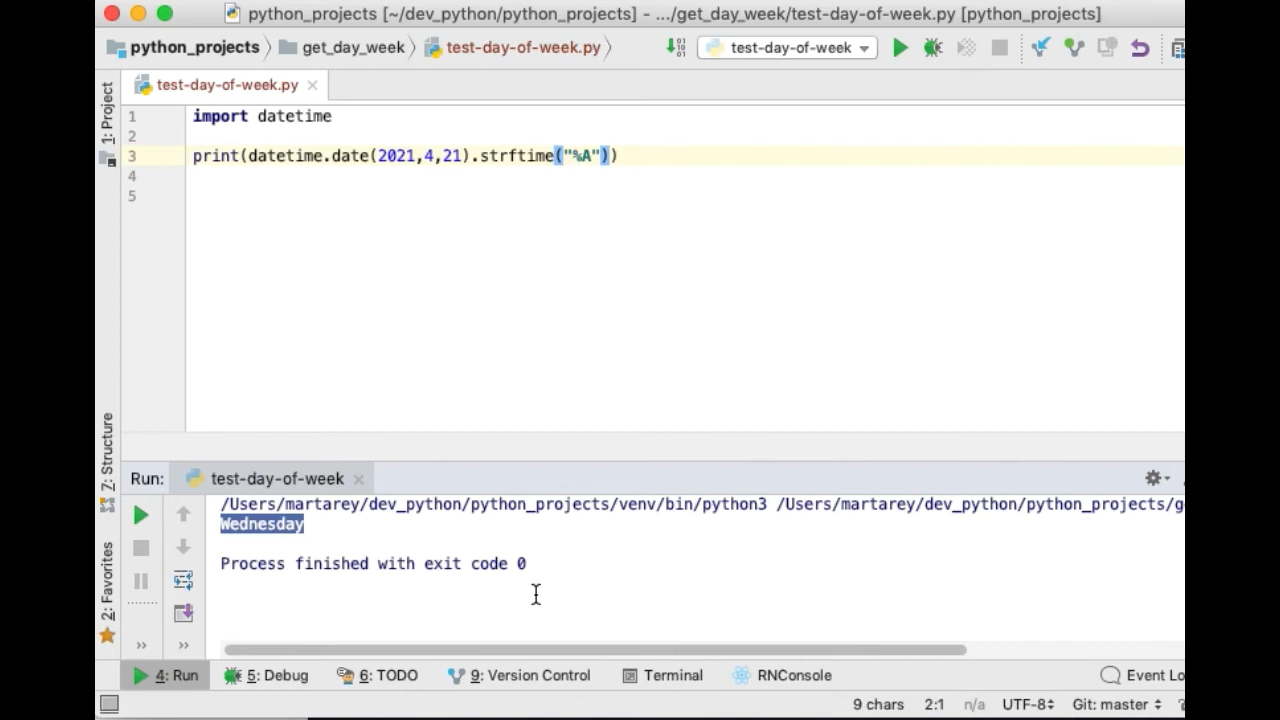 python_projects [~/dev_python/python_projects] - .../get_day_week/test-day-of-week.py [python_projects]
python_projects get_day_week test-day-of-week.py test-day-of-week
1: Project
test-day-of-week.py
1 import datetime
2
3 print(datetime.date(2021,4,21).strftime("%A"))
4
5
7: Structure
2: Favorites
Run: test-day-of-week
/Users/martarey/dev_python/python_projects/venv/bin/python3 /Users/martarey/dev_python/python_projects/g
Wednesday
Process finished with exit code 0
4: Run 5: Debug 6: TODO 9: Version Control Terminal RNConsole Event Lo
9 chars 2:1 n/a UTF-8 Git: master